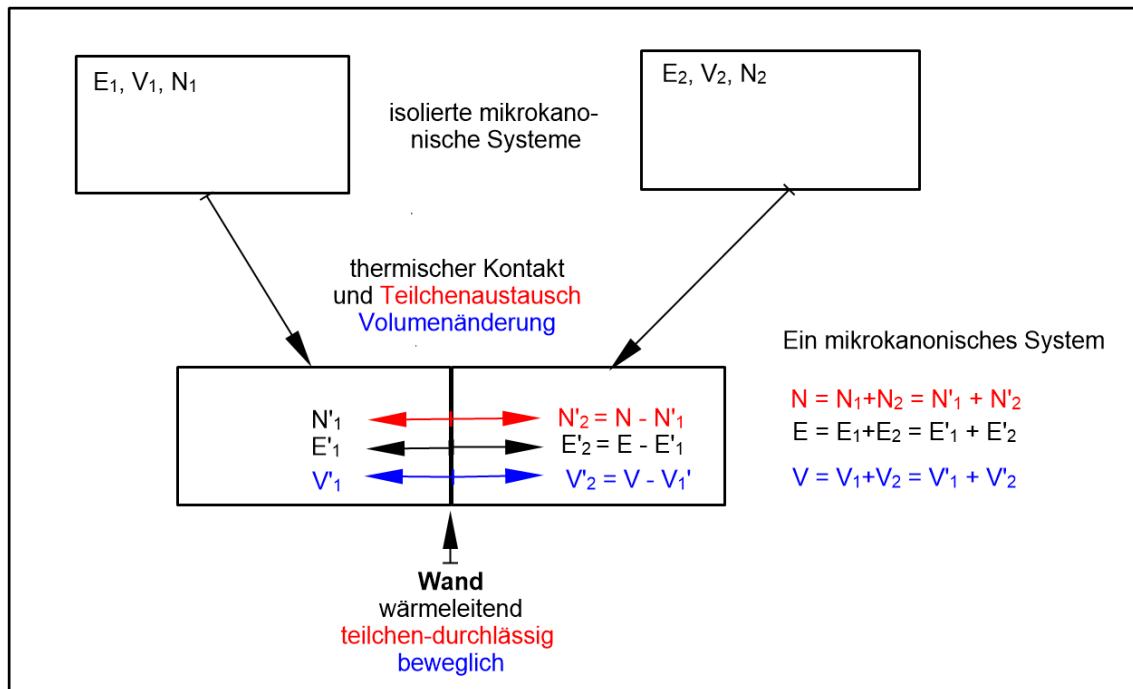 E₁, V₁, N₁
E₂, V₂, N₂
isolierte mikrokano-
nische Systeme
thermischer Kontakt
und Teilchenaustausch
Volumenänderung
Ein mikrokanonisches System
N'₁
N'₂ = N - N'₁
E'₁
E'₂ = E - E'₁
V'₁
V'₂ = V - V₁'
N = N₁+N₂ = N'₁ + N'₂
E = E₁+E₂ = E'₁ + E'₂
V = V₁+V₂ = V'₁ + V'₂
Wand
wärmeleitend
teilchen-durchlässig
beweglich